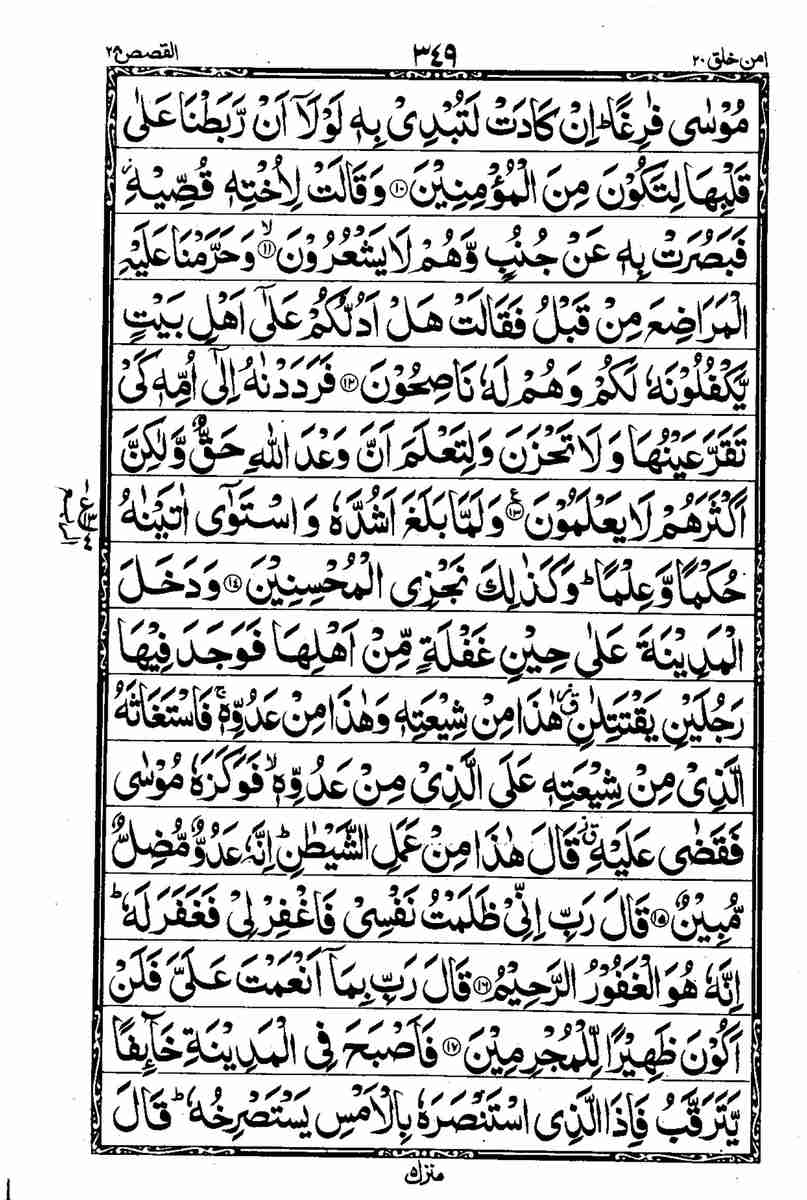 امن خلق ٢٠ ٣٤٩ القصص ٢٨
مُوْسٰى فٰرِغًا ؕ اِنْ كَادَتْ لَتُبْدِىْ بِهٖ لَوْلَاۤ اَنْ رَّبَطْنَا عَلٰى
قَلْبِهَا لِتَكُوْنَ مِنَ الْمُؤْمِنِيْنَ ﴿١٠﴾ وَقَالَتْ لِاُخْتِهٖ قُصِّيْهِ ؗ
فَبَصُرَتْ بِهٖ عَنْ جُنُبٍ وَّهُمْ لَا يَشْعُرُوْنَ ۙ﴿١١﴾ وَحَرَّمْنَا عَلَيْهِ
الْمَرَاضِعَ مِنْ قَبْلُ فَقَالَتْ هَلْ اَدُلُّكُمْ عَلٰٓى اَهْلِ بَيْتٍ
يَّكْفُلُوْنَهٗ لَكُمْ وَهُمْ لَهٗ نَاصِحُوْنَ ﴿١٢﴾ فَرَدَدْنٰهُ اِلٰٓى اُمِّهٖ كَىْ
تَقَرَّ عَيْنُهَا وَلَا تَحْزَنَ وَلِتَعْلَمَ اَنَّ وَعْدَ اللّٰهِ حَقٌّ وَّلٰكِنَّ
اَكْثَرَهُمْ لَا يَعْلَمُوْنَ ﴿١٣﴾ع وَلَمَّا بَلَغَ اَشُدَّهٗ وَاسْتَوٰٓى اٰتَيْنٰهُ
حُكْمًا وَّعِلْمًا ؕ وَكَذٰلِكَ نَجْزِى الْمُحْسِنِيْنَ ﴿١٤﴾ وَدَخَلَ
الْمَدِيْنَةَ عَلٰى حِيْنِ غَفْلَةٍ مِّنْ اَهْلِهَا فَوَجَدَ فِيْهَا
رَجُلَيْنِ يَقْتَتِلٰنِ هٰذَا مِنْ شِيْعَتِهٖ وَهٰذَا مِنْ عَدُوِّهٖ ۚ فَاسْتَغَاثَهُ
الَّذِىْ مِنْ شِيْعَتِهٖ عَلَى الَّذِىْ مِنْ عَدُوِّهٖ ۙ فَوَكَزَهٗ مُوْسٰى
فَقَضٰى عَلَيْهِ قَالَ هٰذَا مِنْ عَمَلِ الشَّيْطٰنِ ؕ اِنَّهٗ عَدُوٌّ مُّضِلٌّ
مُّبِيْنٌ ﴿١٥﴾ قَالَ رَبِّ اِنِّىْ ظَلَمْتُ نَفْسِىْ فَاغْفِرْ لِىْ فَغَفَرَ لَهٗ ؕ
اِنَّهٗ هُوَ الْغَفُوْرُ الرَّحِيْمُ ﴿١٦﴾ قَالَ رَبِّ بِمَاۤ اَنْعَمْتَ عَلَىَّ فَلَنْ
اَكُوْنَ ظَهِيْرًا لِّلْمُجْرِمِيْنَ ﴿١٧﴾ فَاَصْبَحَ فِى الْمَدِيْنَةِ خَآئِفًا
يَّتَرَقَّبُ فَاِذَا الَّذِى اسْتَنْصَرَهٗ بِالْاَمْسِ يَسْتَصْرِخُهٗ ؕ قَالَ
منزل ٥